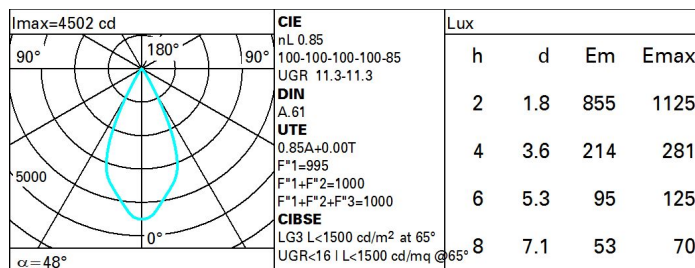 Imax=4502 cd
90° 180° 90°
5000
0°
α=48°
CIE
nL 0.85
100-100-100-100-85
UGR 11.3-11.3
DIN
A.61
UTE
0.85A+0.00T
F"1=995
F"1+F"2=1000
F"1+F"2+F"3=1000
CIBSE
LG3 L<1500 cd/m² at 65°
UGR<16 | L<1500 cd/mq @65°
Lux
h d Em Emax
2 1.8 855 1125
4 3.6 214 281
6 5.3 95 125
8 7.1 53 70